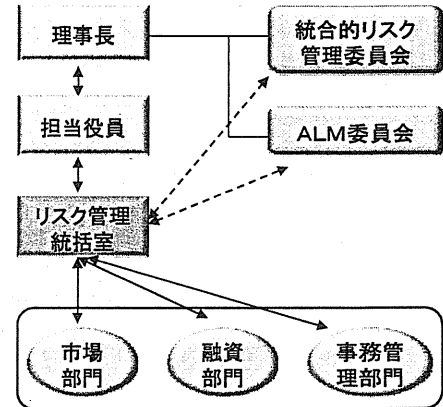 理事長
統合的リスク
管理委員会
担当役員
ALM委員会
リスク管理
統括室
市場
部門
融資
部門
事務管
理部門